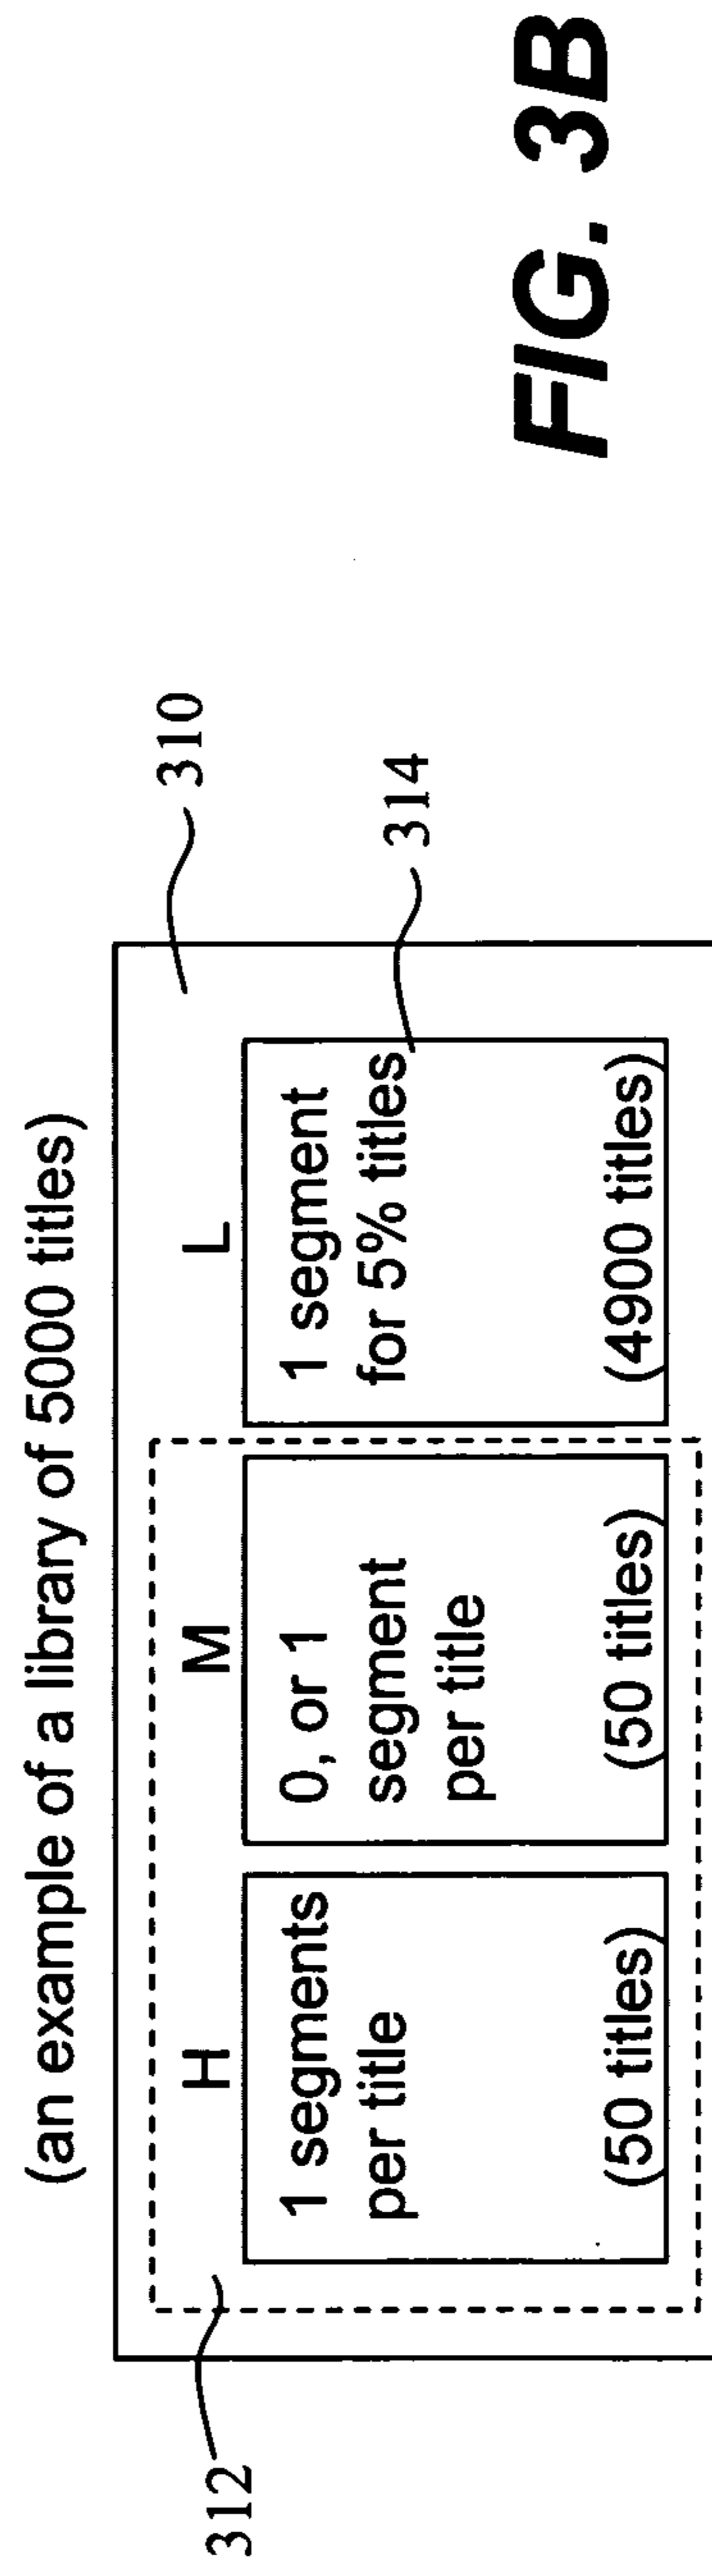 (an example of a library of 5000 titles)
310
312
H
M
L
1 segments
per title
(50 titles)
0, or 1
segment
per title
(50 titles)
1 segment
for 5% titles
(4900 titles)
314
FIG. 3B